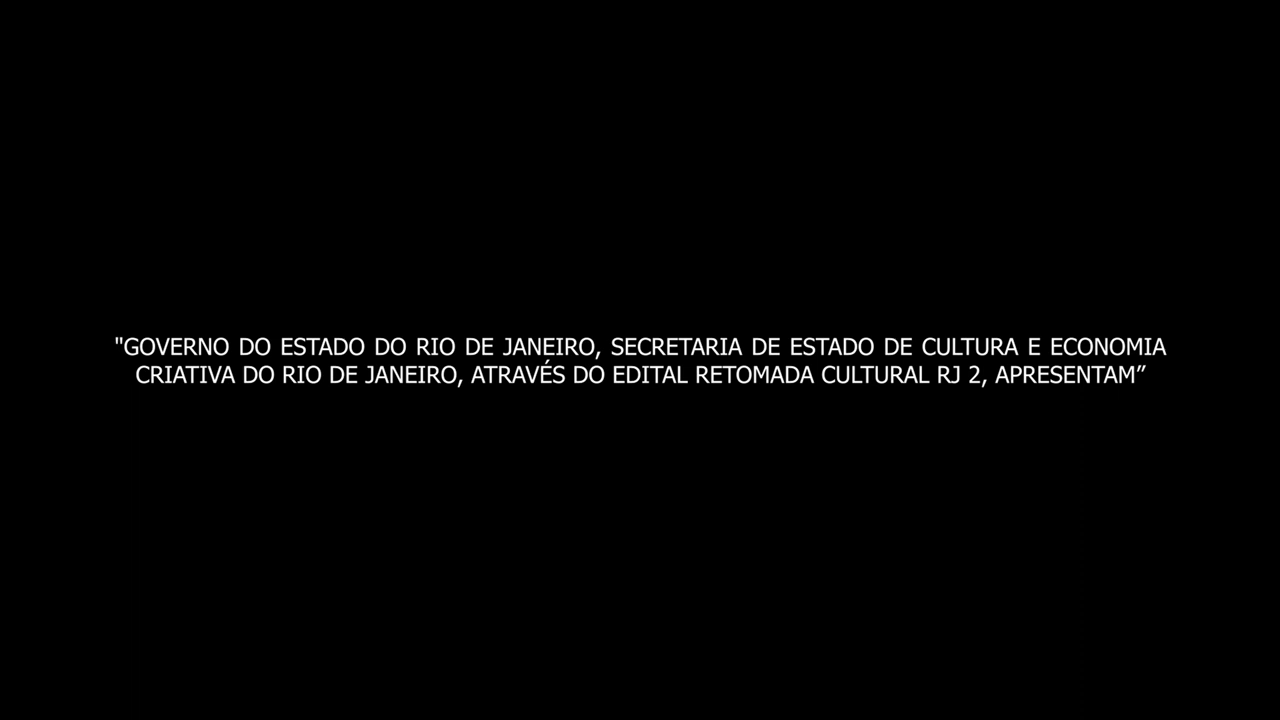 "GOVERNO DO ESTADO DO RIO DE JANEIRO, SECRETARIA DE ESTADO DE CULTURA E ECONOMIA
CRIATIVA DO RIO DE JANEIRO, ATRAVÉS DO EDITAL RETOMADA CULTURAL RJ 2, APRESENTAM”